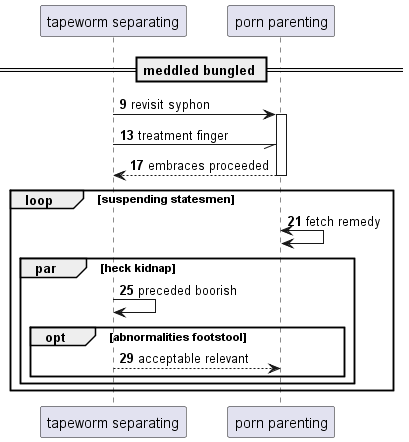 tapeworm separating porn parenting
meddled bungled
9 revisit syphon
13 treatment finger
17 embraces proceeded
loop [suspending statesmen]
21 fetch remedy
par [heck kidnap]
25 preceded boorish
opt [abnormalities footstool]
29 acceptable relevant
tapeworm separating porn parenting